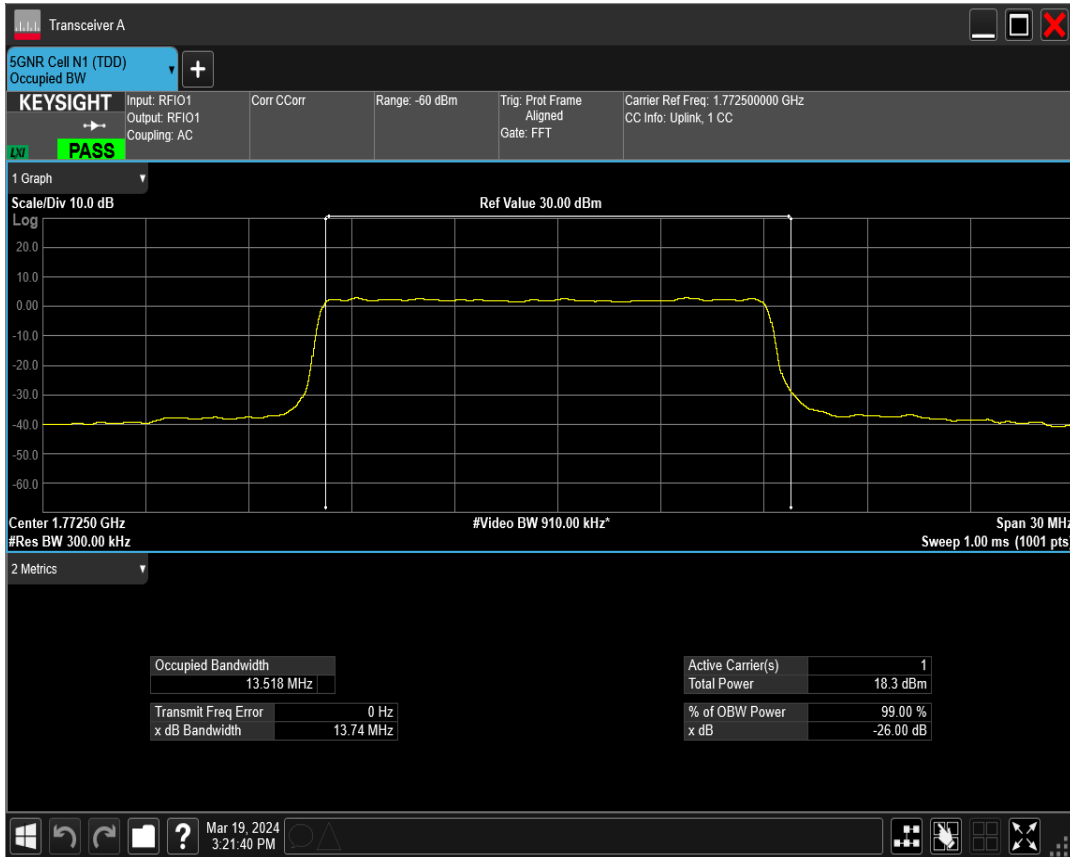 Transceiver A
5GNR Cell N1 (TDD)
Occupied BW
+
KEYSIGHT
LXI
PASS
Input: RFIO1
Output: RFIO1
Coupling: AC
Corr CCorr
Range: -60 dBm
Trig: Prot Frame
Aligned
Gate: FFT
Carrier Ref Freq: 1.772500000 GHz
CC Info: Uplink, 1 CC
1 Graph
Scale/Div 10.0 dB
Ref Value 30.00 dBm
Log
20.0
10.0
0.00
-10.0
-20.0
-30.0
-40.0
-50.0
-60.0
Center 1.77250 GHz
#Video BW 910.00 kHz*
Span 30 MHz
#Res BW 300.00 kHz
Sweep 1.00 ms (1001 pts)
2 Metrics
Occupied Bandwidth
13.518 MHz
Transmit Freq Error 0 Hz
x dB Bandwidth 13.74 MHz
Active Carrier(s) 1
Total Power 18.3 dBm
% of OBW Power 99.00 %
x dB -26.00 dB
?
Mar 19, 2024
3:21:40 PM